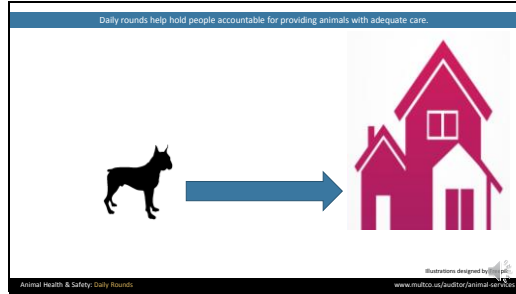 Daily rounds help hold people accountable for providing animals with adequate care.
Illustrations designed by
Animal Health & Safety: Daily Rounds
www.multco.us/auditor/animal-services